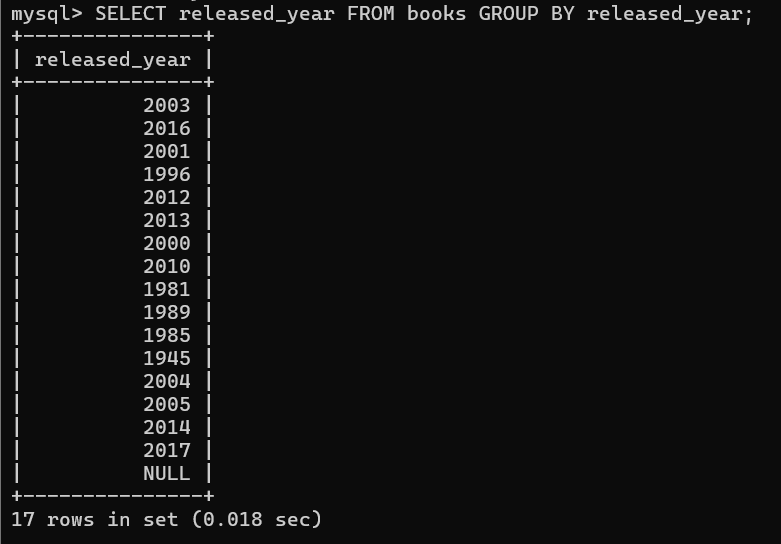 mysql> SELECT released_year FROM books GROUP BY released_year;
+---------------+
| released_year |
+---------------+
|          2003 |
|          2016 |
|          2001 |
|          1996 |
|          2012 |
|          2013 |
|          2000 |
|          2010 |
|          1981 |
|          1989 |
|          1985 |
|          1945 |
|          2004 |
|          2005 |
|          2014 |
|          2017 |
|          NULL |
+---------------+
17 rows in set (0.018 sec)